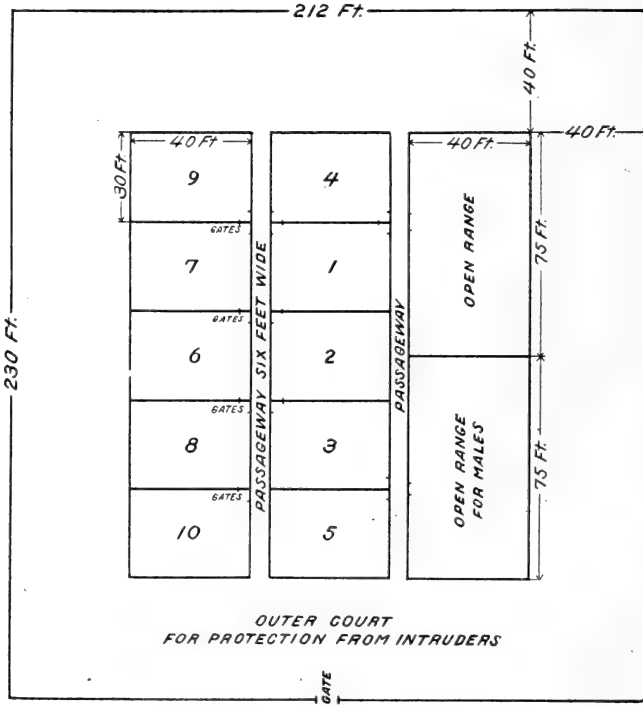 212 Ft.
40 Ft.
40 Ft
40 Ft.
40 Ft.
30 Ft
9
4
GATES
7
1
OPEN RANGE
75 Ft.
GATES
PASSAGEWAY SIX FEET WIDE
PASSAGEWAY
230 Ft.
6
2
GATES
8
3
OPEN RANGE
FOR MALES
75 Ft.
GATES
10
5
OUTER COURT
FOR PROTECTION FROM INTRUDERS
GATE